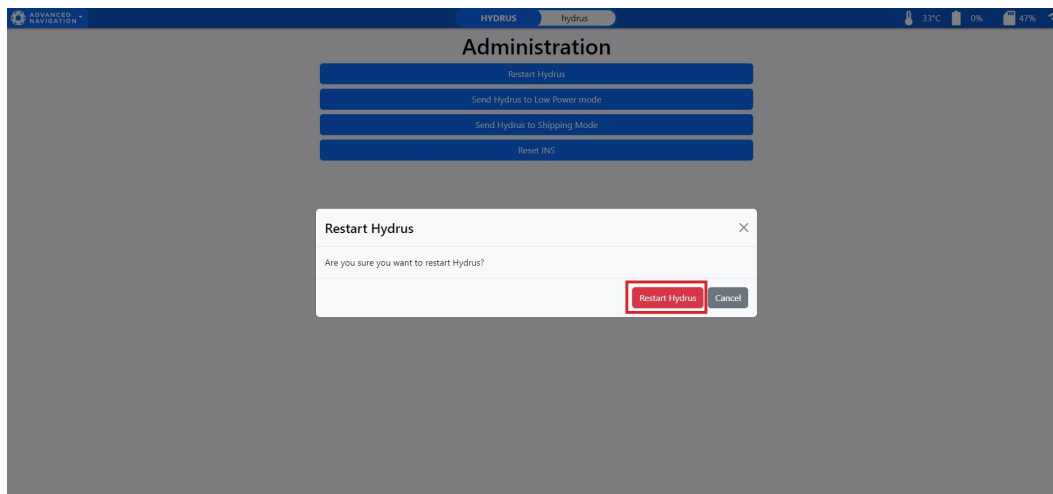 ADVANCED
NAVIGATION
HYDRUS hydrus
33°C 0% 47%
Administration
Restart Hydrus
Send Hydrus to Low Power mode
Send Hydrus to Shipping Mode
Reset INS
Restart Hydrus
Are you sure you want to restart Hydrus?
Restart Hydrus Cancel